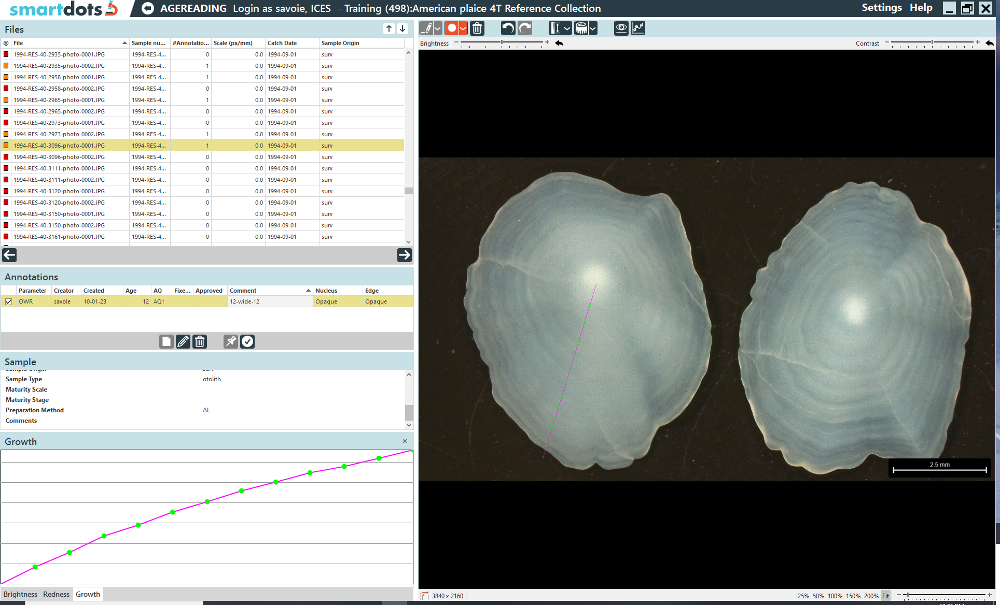 smartdots
AGEREADING Login as savoie, ICES - Training (498):American plaice 4T Reference Collection
Settings Help
Files
@ File Sample nu... #Annotatio... Scale (px/mm) Catch Date Sample Origin
1994-RES-40-2935-photo-0001.JPG 1994-RES-4... 0 0.0 1994-09-01 surv
1994-RES-40-2935-photo-0002.JPG 1994-RES-4... 1 0.0 1994-09-01 surv
1994-RES-40-2958-photo-0001.JPG 1994-RES-4... 1 0.0 1994-09-01 surv
1994-RES-40-2958-photo-0002.JPG 1994-RES-4... 0 0.0 1994-09-01 surv
1994-RES-40-2965-photo-0001.JPG 1994-RES-4... 1 0.0 1994-09-01 surv
1994-RES-40-2965-photo-0002.JPG 1994-RES-4... 0 0.0 1994-09-01 surv
1994-RES-40-2973-photo-0001.JPG 1994-RES-4... 0 0.0 1994-09-01 surv
1994-RES-40-2973-photo-0002.JPG 1994-RES-4... 1 0.0 1994-09-01 surv
1994-RES-40-3096-photo-0001.JPG 1994-RES-4... 1 0.0 1994-09-01 surv
1994-RES-40-3096-photo-0002.JPG 1994-RES-4... 0 0.0 1994-09-01 surv
1994-RES-40-3111-photo-0001.JPG 1994-RES-4... 0 0.0 1994-09-01 surv
1994-RES-40-3111-photo-0002.JPG 1994-RES-4... 0 0.0 1994-09-01 surv
1994-RES-40-3120-photo-0001.JPG 1994-RES-4... 0 0.0 1994-09-01 surv
1994-RES-40-3120-photo-0002.JPG 1994-RES-4... 0 0.0 1994-09-01 surv
1994-RES-40-3150-photo-0001.JPG 1994-RES-4... 0 0.0 1994-09-01 surv
1994-RES-40-3150-photo-0002.JPG 1994-RES-4... 0 0.0 1994-09-01 surv
1994-RES-40-3161-photo-0001.JPG 1994-RES-4... 0 0.0 1994-09-01 surv
Annotations
Parameter Creator Created Age AQ Fixe... Approved Comment Nucleus Edge
OWR savoie 10-01-23 12 AQ1 12-wide-12 Opaque Opaque
Sample
Sample Origin surv
Sample Type otolith
Maturity Scale
Maturity Stage
Preparation Method AL
Comments
Growth
Brightness Redness Growth
Brightness
Contrast
2.5 mm
3840 x 2160
25% 50% 100% 150% 200% Fit